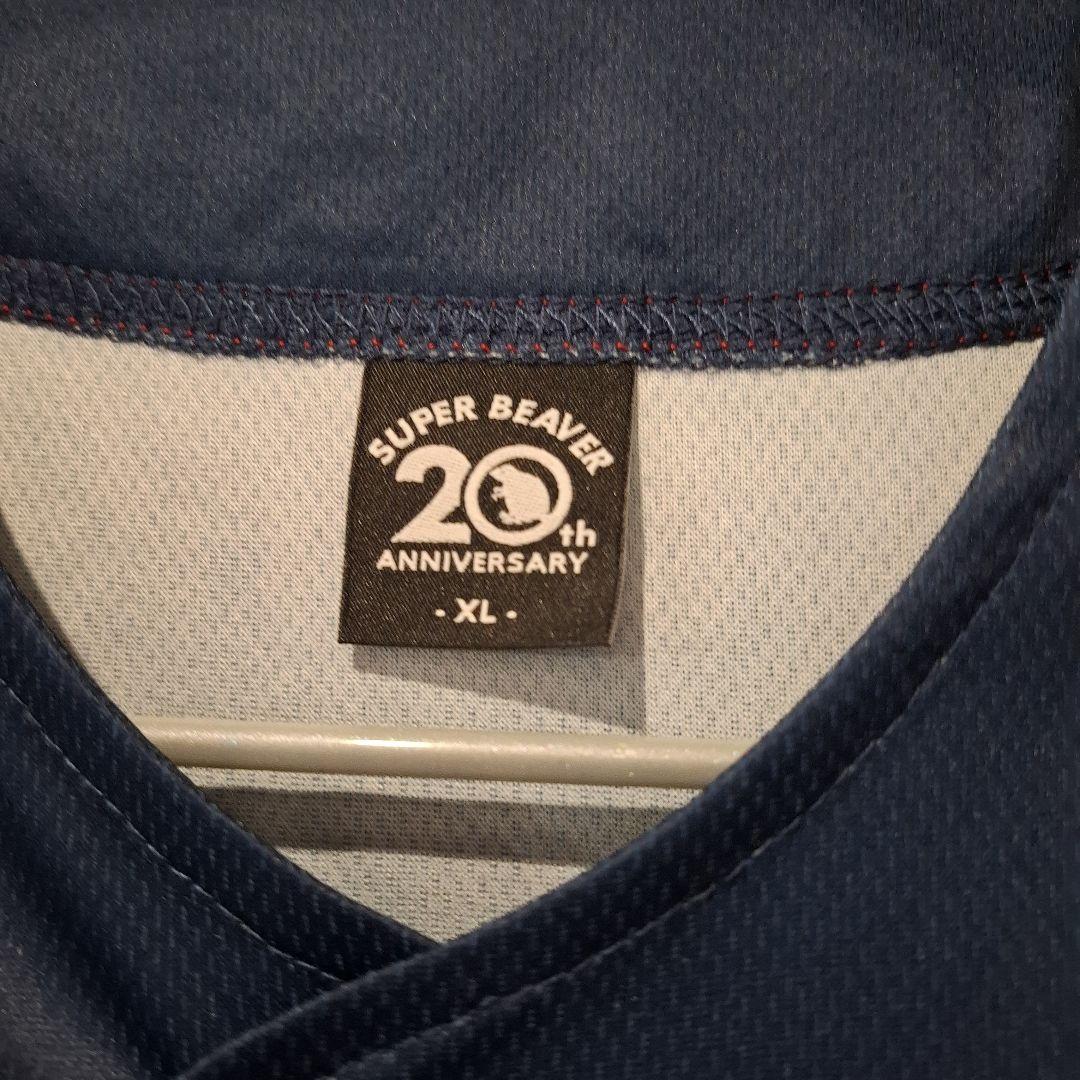 SUPER BEAVER
20th
ANNIVERSARY
- XL -